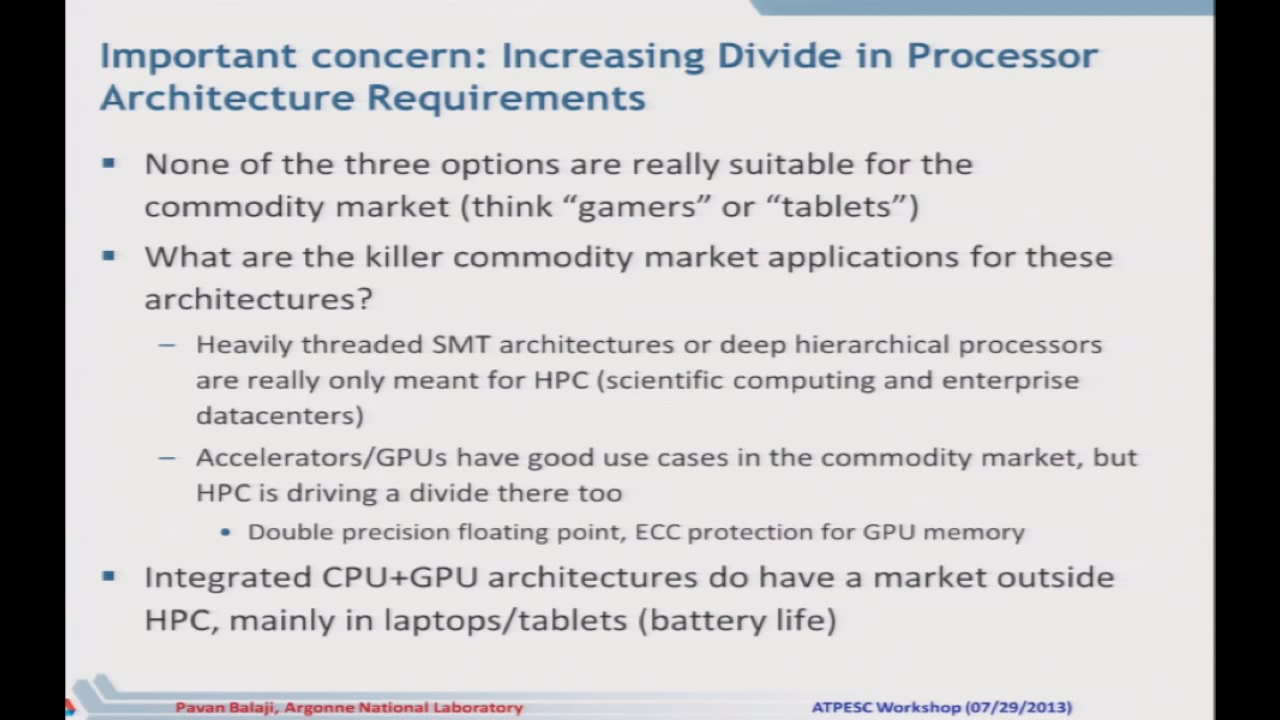 Important concern: Increasing Divide in Processor
Architecture Requirements
▪ None of the three options are really suitable for the
commodity market (think “gamers” or “tablets”)
▪ What are the killer commodity market applications for these
architectures?
– Heavily threaded SMT architectures or deep hierarchical processors
are really only meant for HPC (scientific computing and enterprise
datacenters)
– Accelerators/GPUs have good use cases in the commodity market, but
HPC is driving a divide there too
• Double precision floating point, ECC protection for GPU memory
▪ Integrated CPU+GPU architectures do have a market outside
HPC, mainly in laptops/tablets (battery life)
Pavan Balaji, Argonne National Laboratory
ATPESC Workshop (07/29/2013)